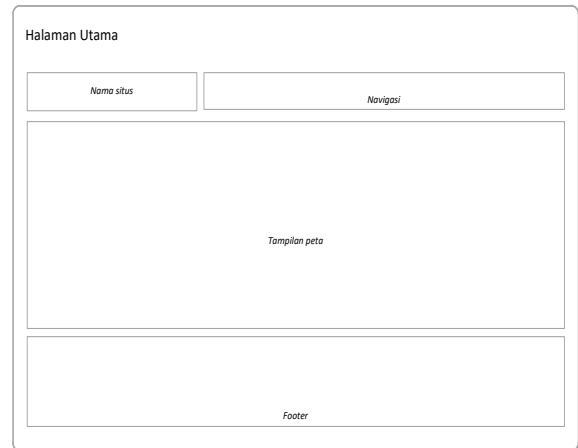 Halaman Utama
Nama situs
Navigasi
Tampilan peta
Footer